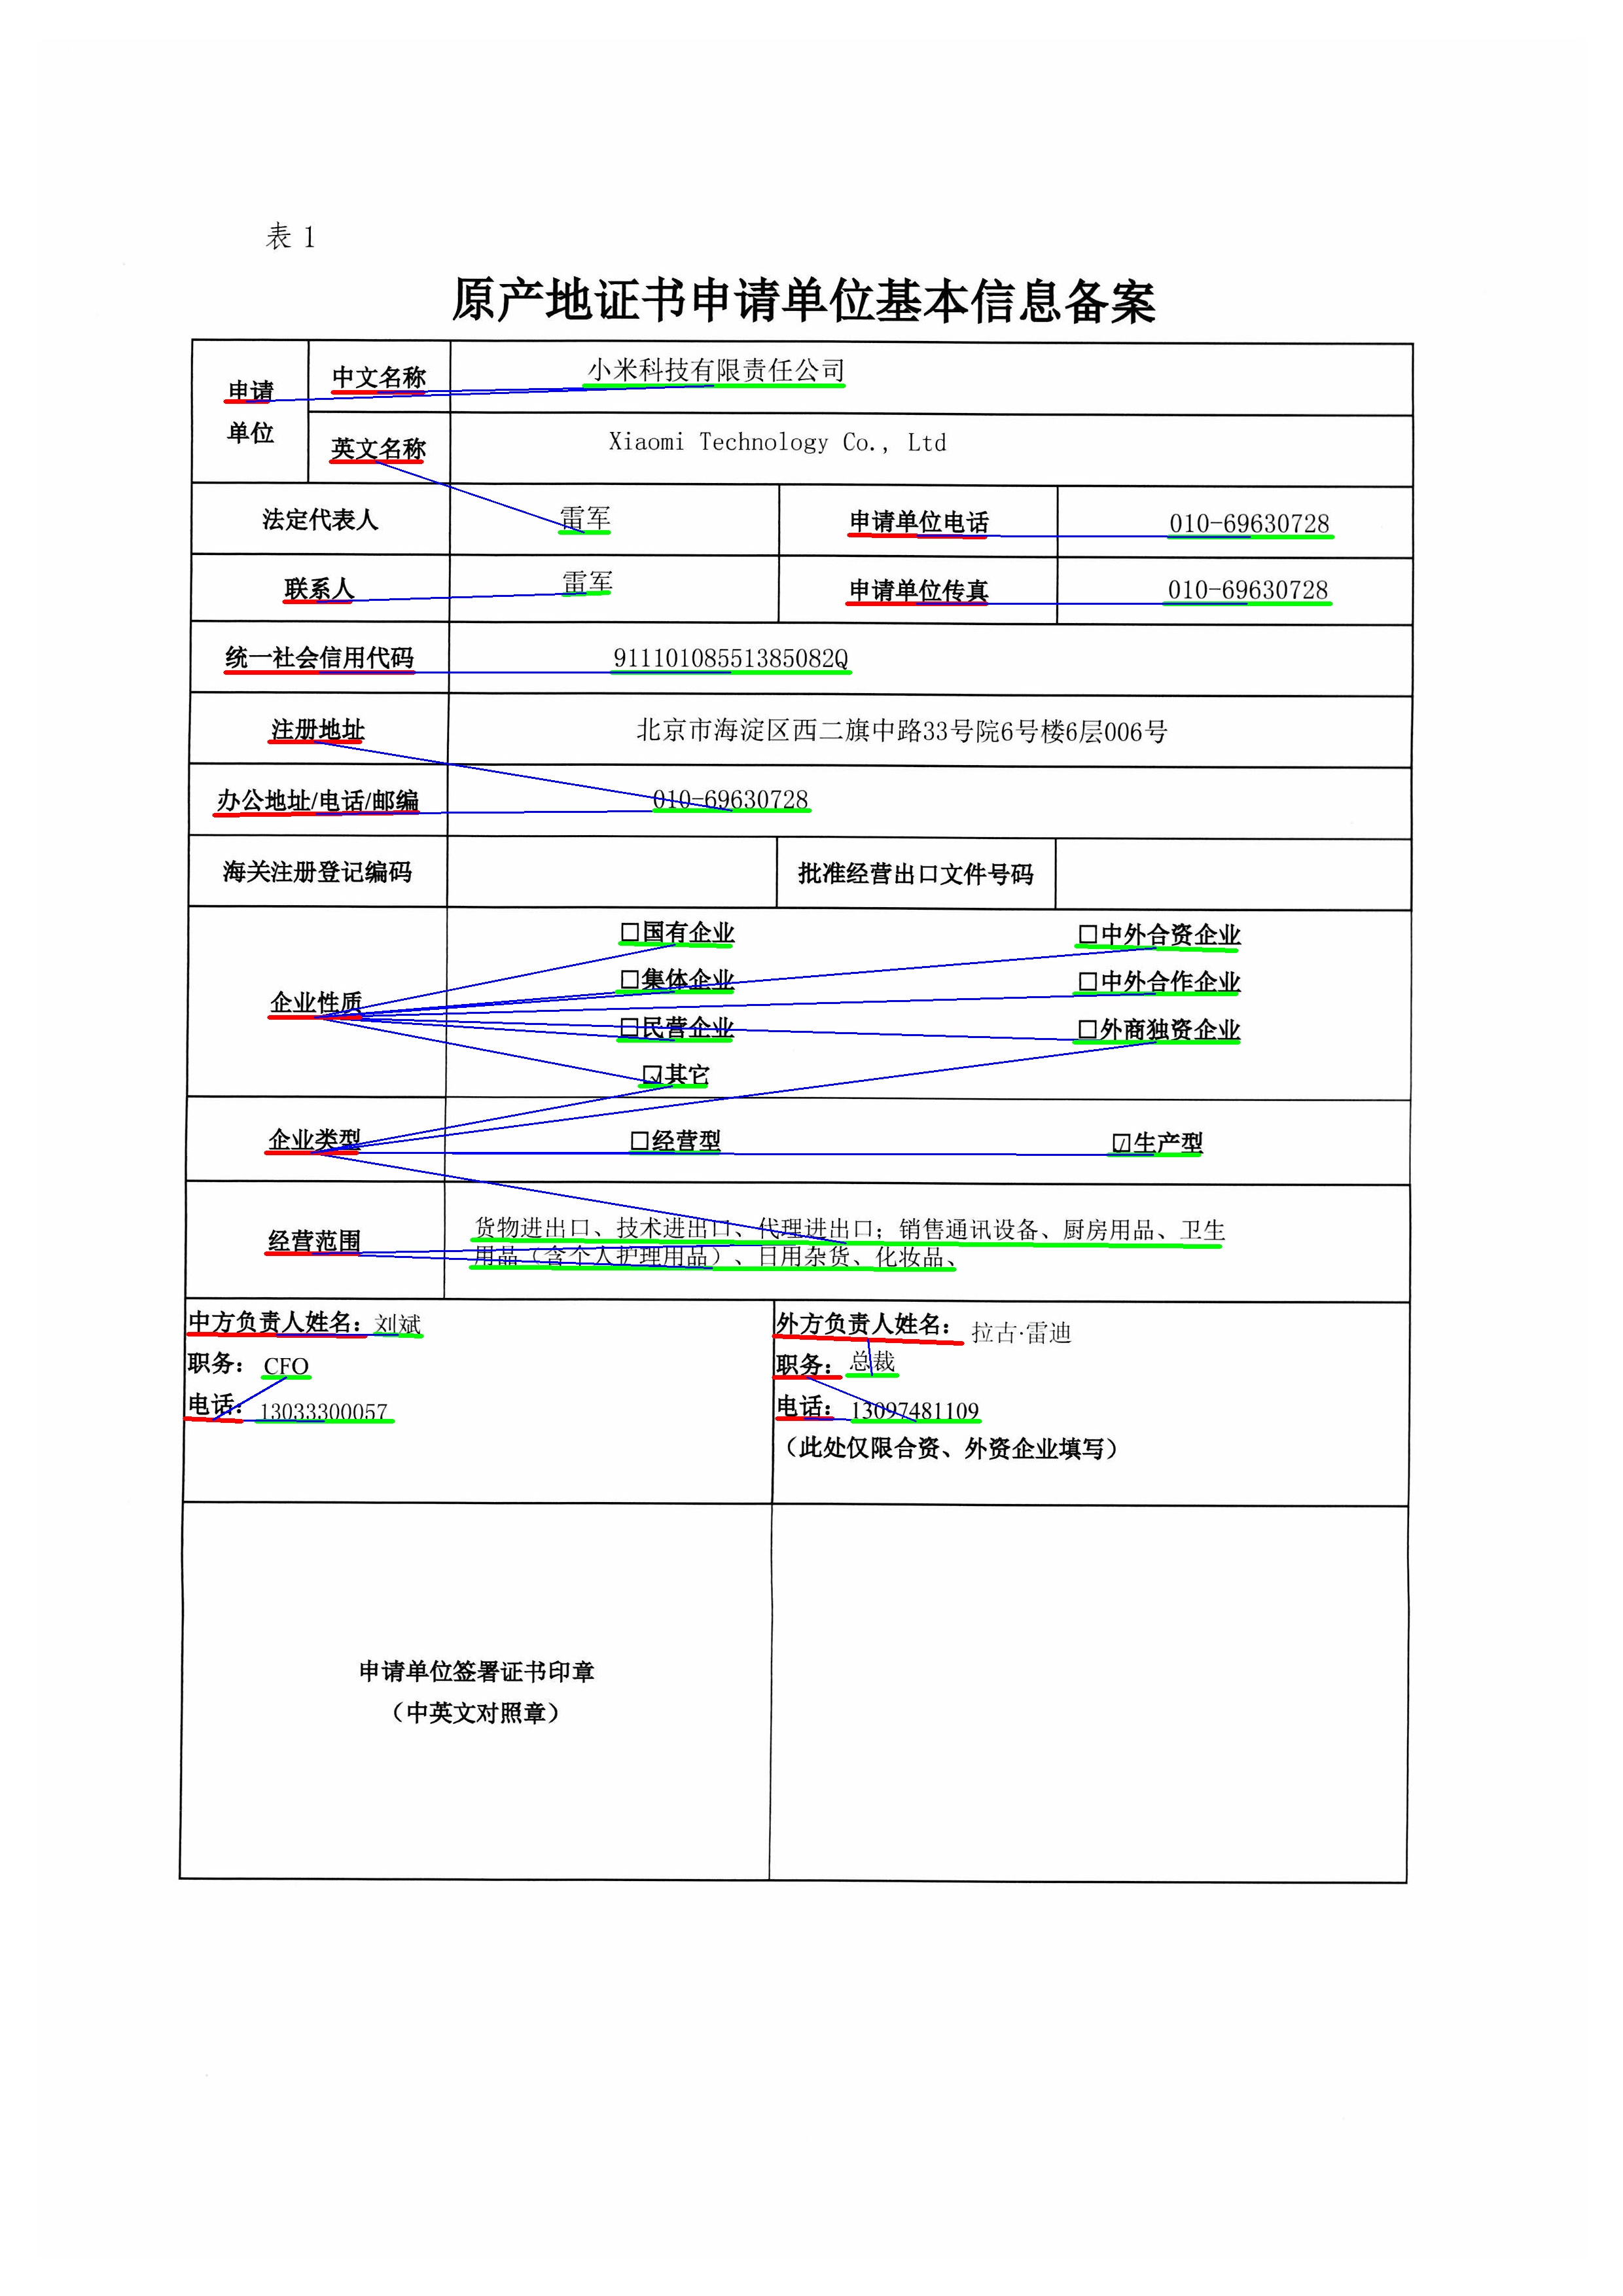 表 1
原产地证书申请单位基本信息备案
申请
单位
中文名称
小米科技有限责任公司
英文名称
Xiaomi Technology Co., Ltd
法定代表人
雷军
申请单位电话
010-69630728
联系人
雷军
申请单位传真
010-69630728
统一社会信用代码
91110108551385082Q
注册地址
北京市海淀区西二旗中路33号院6号楼6层006号
办公地址/电话/邮编
010-69630728
海关注册登记编码
批准经营出口文件号码
企业性质
□国有企业
□中外合资企业
□集体企业
□中外合作企业
□民营企业
□外商独资企业
☑其它
企业类型
□经营型
☑生产型
经营范围
货物进出口、技术进出口、代理进出口；销售通讯设备、厨房用品、卫生
用品（含个人护理用品）、日用杂货、化妆品、
中方负责人姓名：刘斌
职务：CFO
电话：13033300057
外方负责人姓名：拉古·雷迪
职务：总裁
电话：13097481109
（此处仅限合资、外资企业填写）
申请单位签署证书印章
（中英文对照章）